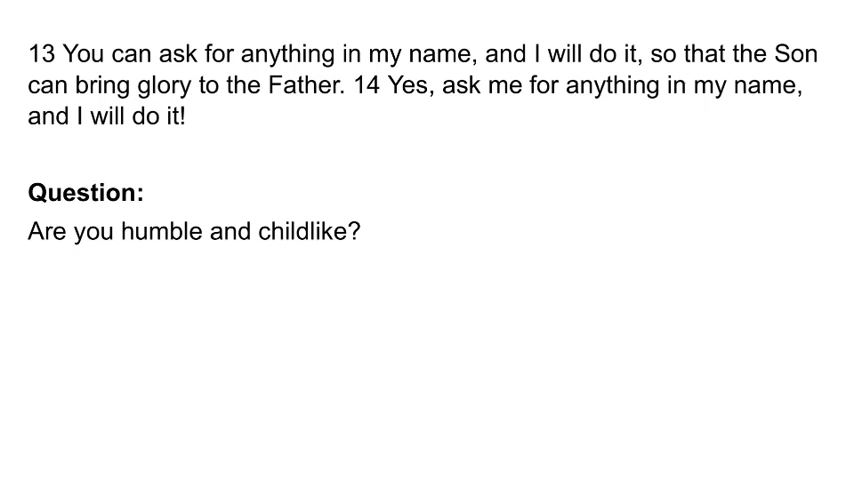 13 You can ask for anything in my name, and I will do it, so that the Son
can bring glory to the Father. 14 Yes, ask me for anything in my name,
and I will do it!
Question:
Are you humble and childlike?